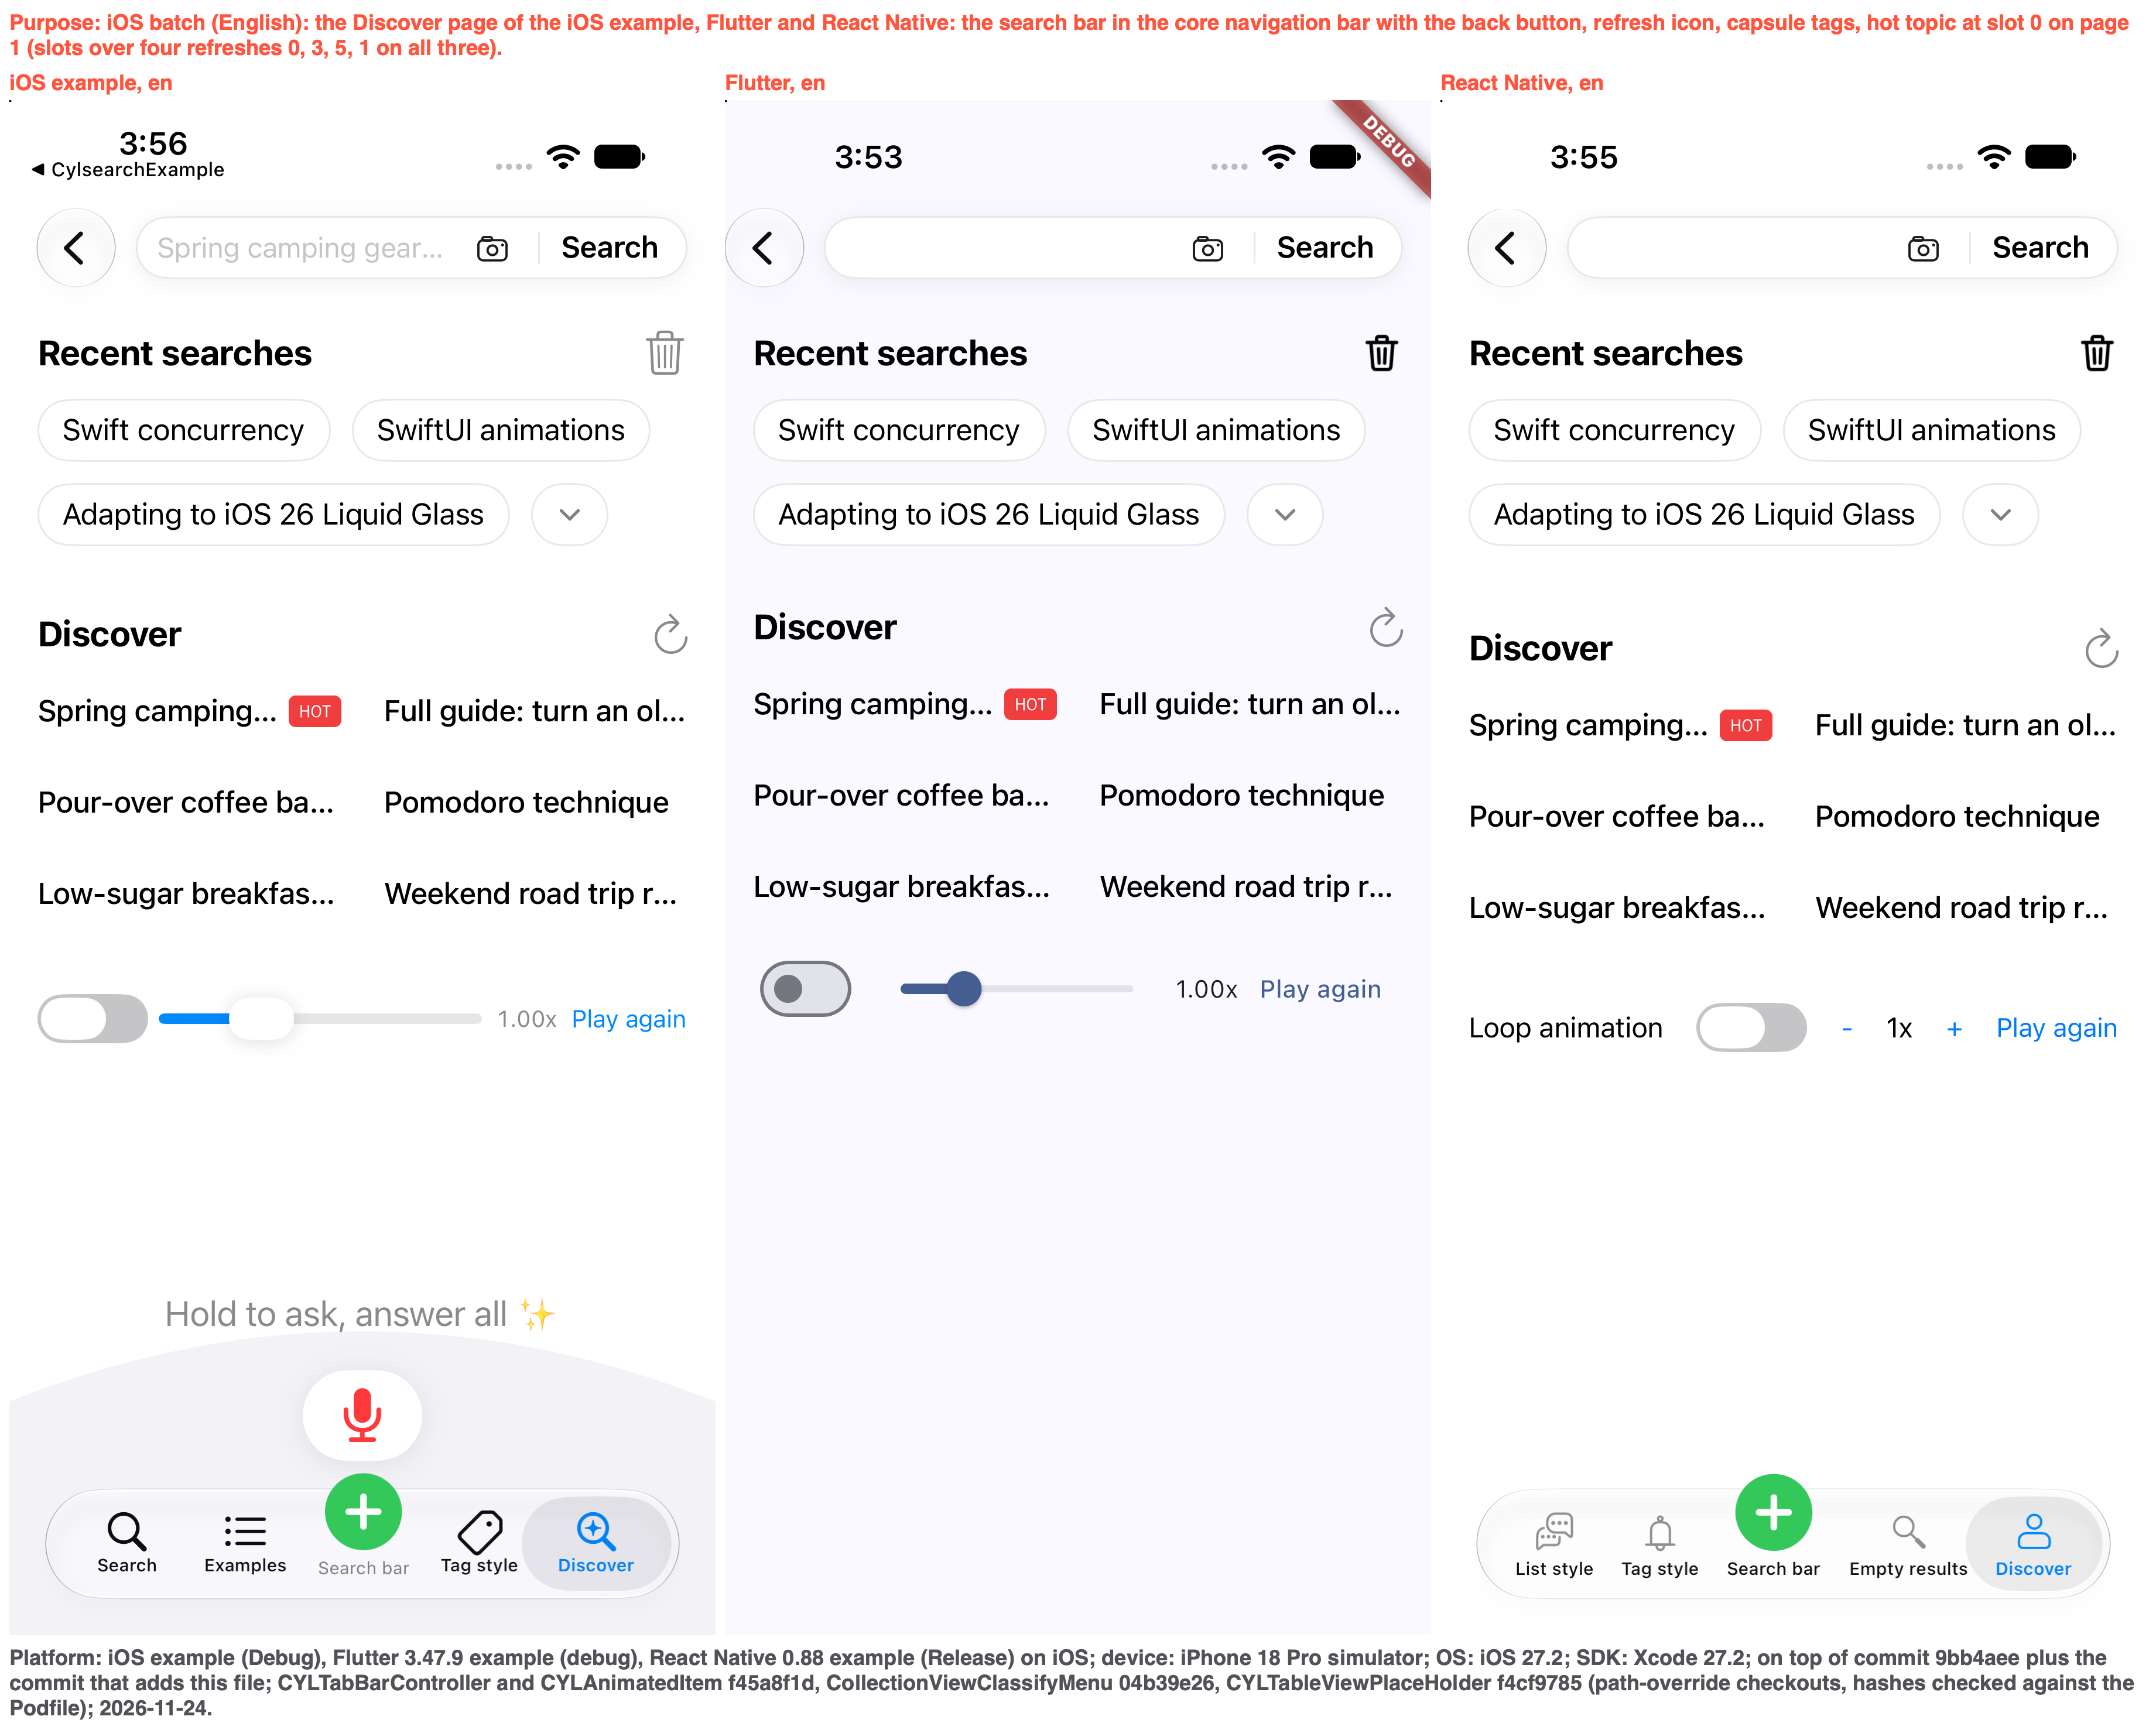 Purpose: iOS batch (English): the Discover page of the iOS example, Flutter and React Native: the search bar in the core navigation bar with the back button, refresh icon, capsule tags, hot topic at slot 0 on page
1 (slots over four refreshes 0, 3, 5, 1 on all three).
iOS example, en
3:56
◀ CylsearchExample
Spring camping gear...
Search
Recent searches
Swift concurrency
SwiftUI animations
Adapting to iOS 26 Liquid Glass
Discover
Spring camping... HOT
Full guide: turn an ol...
Pour-over coffee ba...
Pomodoro technique
Low-sugar breakfas...
Weekend road trip r...
1.00x
Play again
Hold to ask, answer all ✨
Search
Examples
Search bar
Tag style
Discover
Flutter, en
DEBUG
3:53
Search
Recent searches
Swift concurrency
SwiftUI animations
Adapting to iOS 26 Liquid Glass
Discover
Spring camping... HOT
Full guide: turn an ol...
Pour-over coffee ba...
Pomodoro technique
Low-sugar breakfas...
Weekend road trip r...
1.00x
Play again
React Native, en
3:55
Search
Recent searches
Swift concurrency
SwiftUI animations
Adapting to iOS 26 Liquid Glass
Discover
Spring camping... HOT
Full guide: turn an ol...
Pour-over coffee ba...
Pomodoro technique
Low-sugar breakfas...
Weekend road trip r...
Loop animation
- 1x +
Play again
List style
Tag style
Search bar
Empty results
Discover
Platform: iOS example (Debug), Flutter 3.47.9 example (debug), React Native 0.88 example (Release) on iOS; device: iPhone 18 Pro simulator; OS: iOS 27.2; SDK: Xcode 27.2; on top of commit 9bb4aee plus the
commit that adds this file; CYLTabBarController and CYLAnimatedItem f45a8f1d, CollectionViewClassifyMenu 04b39e26, CYLTableViewPlaceHolder f4cf9785 (path-override checkouts, hashes checked against the
Podfile); 2026-11-24.